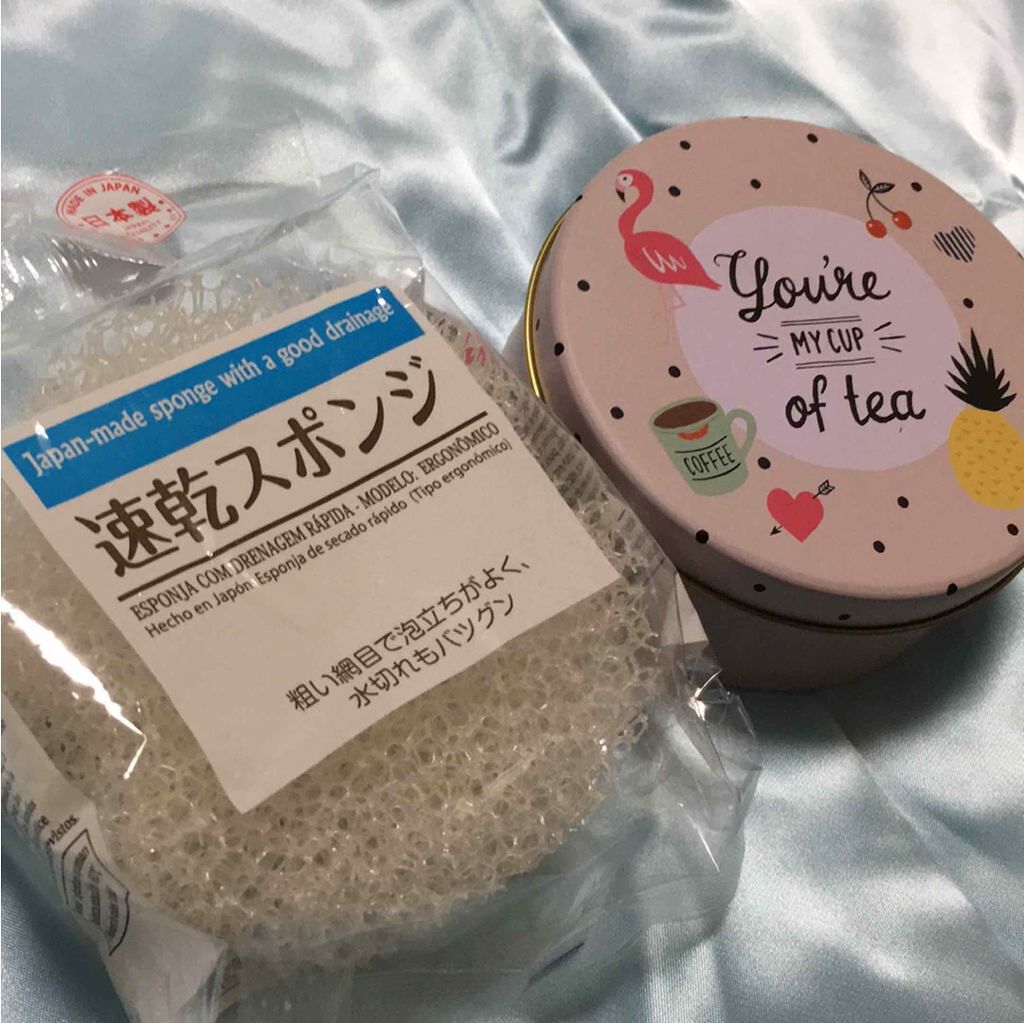 MADE IN JAPAN
日本製
JAPAN QUALITY
Japan-made sponge with a good drainage
速乾スポンジ
ESPONJA COM DRENAGEM RÁPIDA - MODELO: ERGONÔMICO
Hecho en Japón: Esponja de secado rápido (Tipo ergonómico)
粗い網目で泡立ちがよく、
水切れもバツグン
You're
MY CUP
of tea
COFFEE